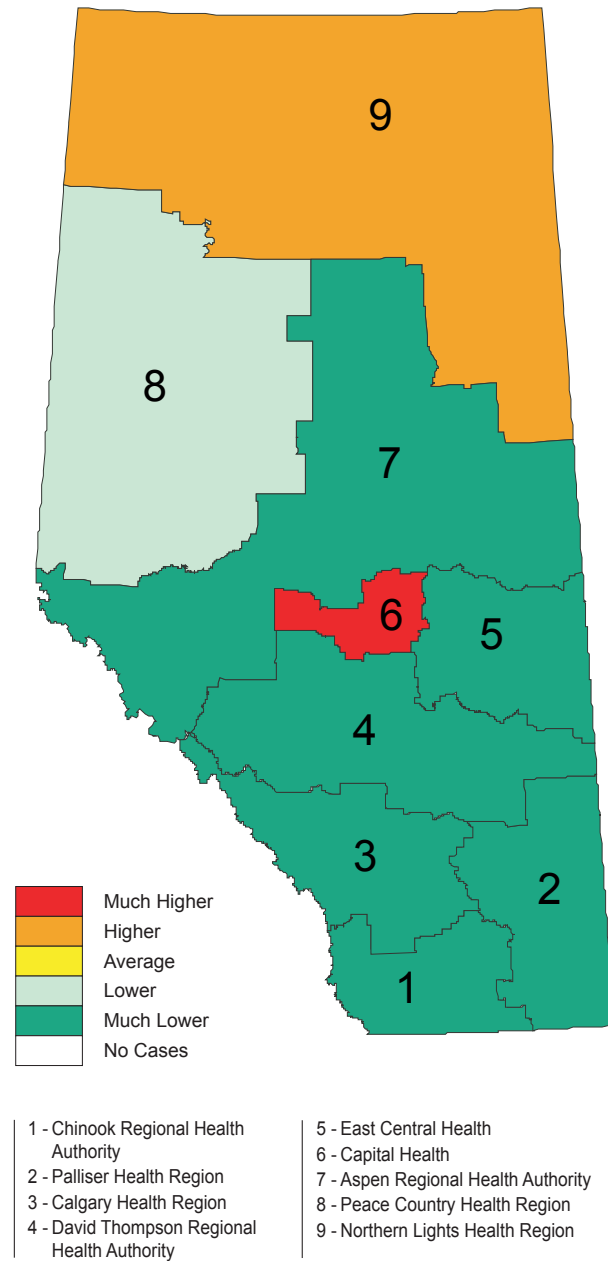 9
8
7
6
5
4
3
2
1
Much Higher
Higher
Average
Lower
Much Lower
No Cases
1 - Chinook Regional Health
Authority
2 - Palliser Health Region
3 - Calgary Health Region
4 - David Thompson Regional
Health Authority
5 - East Central Health
6 - Capital Health
7 - Aspen Regional Health Authority
8 - Peace Country Health Region
9 - Northern Lights Health Region